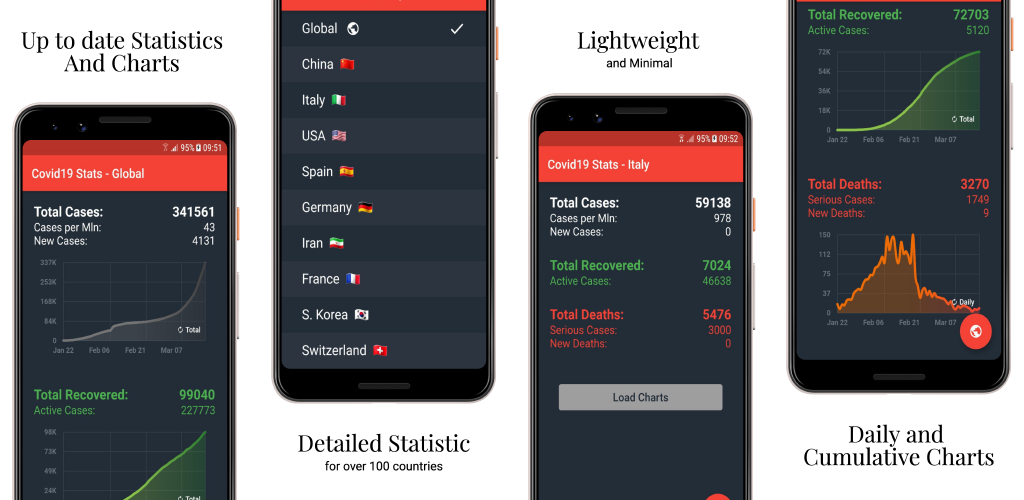 Up to date Statistics
And Charts
95% 09:51
Covid19 Stats - Global
Total Cases: 341561
Cases per Mln: 43
New Cases: 4131
337K
253K
168K
84K
0
Total
Jan 22 Feb 06 Feb 21 Mar 07
Total Recovered: 99040
Active Cases: 227773
98K
73K
49K
24K
Total
Global
China
Italy
USA
Spain
Germany
Iran
France
S. Korea
Switzerland
Detailed Statistic
for over 100 countries
Lightweight
and Minimal
95% 09:52
Covid19 Stats - Italy
Total Cases: 59138
Cases per Mln: 978
New Cases: 0
Total Recovered: 7024
Active Cases: 46638
Total Deaths: 5476
Serious Cases: 3000
New Deaths: 0
Load Charts
Total Recovered: 72703
Active Cases: 5120
72K
54K
36K
18K
0
Total
Jan 22 Feb 06 Feb 21 Mar 07
Total Deaths: 3270
Serious Cases: 1749
New Deaths: 9
150
112
75
37
0
Daily
Jan 22 Feb 06 Feb 21 Mar 07
Daily and
Cumulative Charts